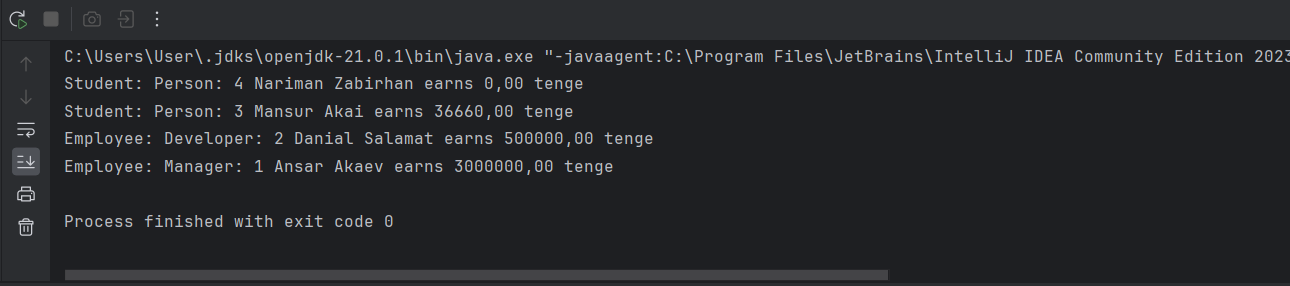 C:\Users\User\.jdks\openjdk-21.0.1\bin\java.exe "-javaagent:C:\Program Files\JetBrains\IntelliJ IDEA Community Edition 2023
Student: Person: 4 Nariman Zabirhan earns 0,00 tenge
Student: Person: 3 Mansur Akai earns 36660,00 tenge
Employee: Developer: 2 Danial Salamat earns 500000,00 tenge
Employee: Manager: 1 Ansar Akaev earns 3000000,00 tenge
Process finished with exit code 0